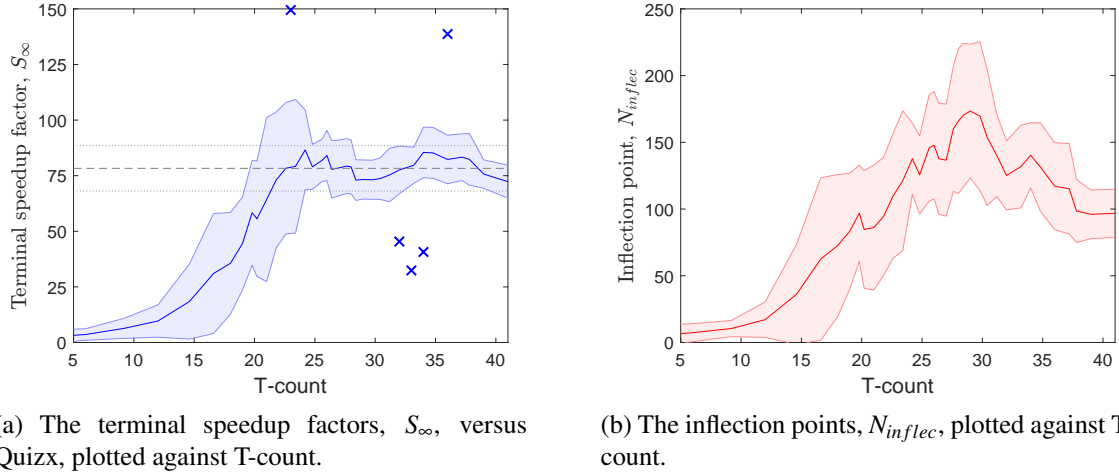 150
125
100
75
50
25
0
Terminal speedup factor, S∞
5 10 15 20 25 30 35 40
T-count
250
200
150
100
50
0
Inflection point, N_inflec
5 10 15 20 25 30 35 40
T-count
a) The terminal speedup factors, S∞, versus
Quizx, plotted against T-count.
(b) The inflection points, N_inflec, plotted against T
count.